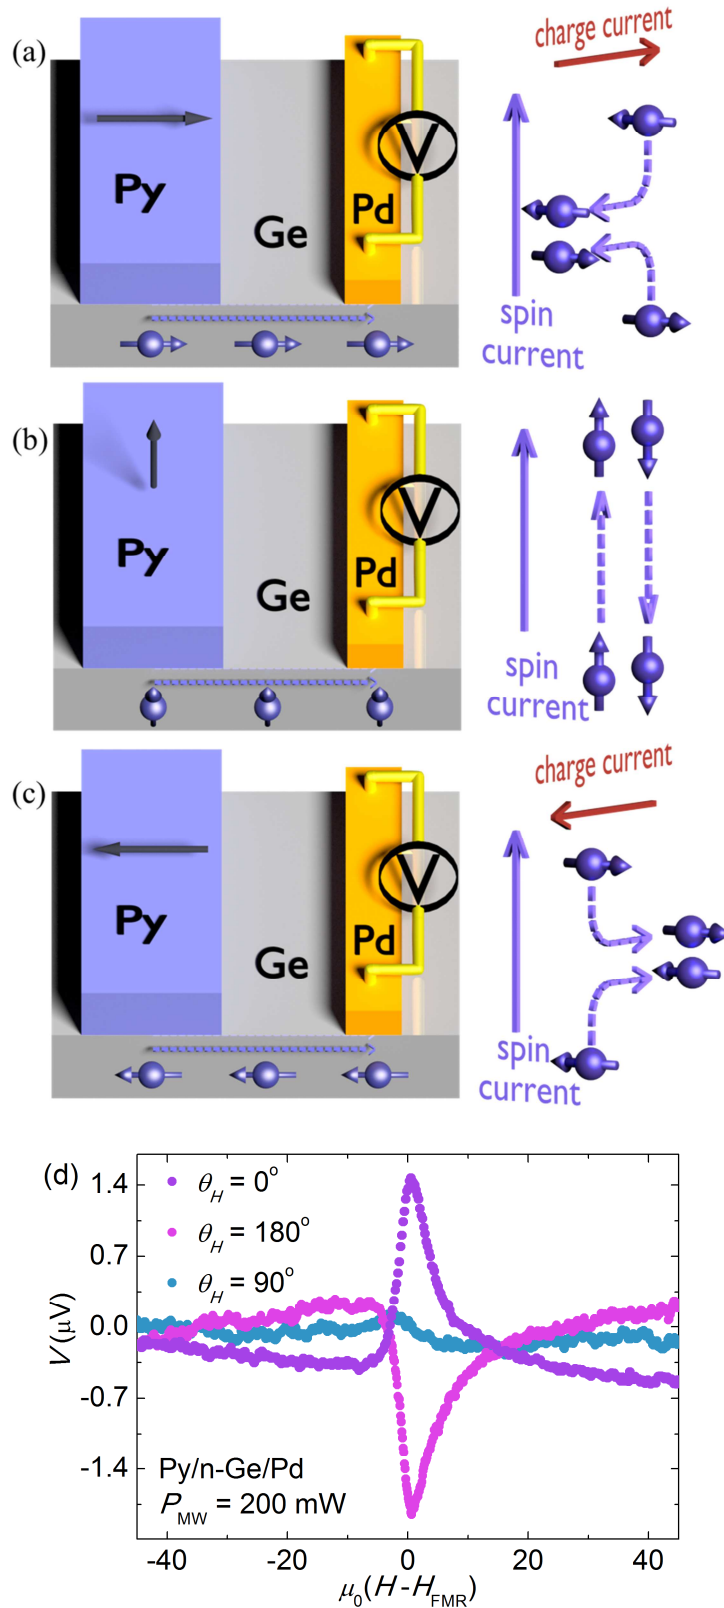 (a)
Py
Ge
Pd
V
charge current
spin
current
(b)
Py
Ge
Pd
V
spin
current
(c)
Py
Ge
Pd
V
charge current
spin
current
(d)
θH = 0°
θH = 180°
θH = 90°
V(μV)
1.4
0.7
0.0
-0.7
-1.4
Py/n-Ge/Pd
PMW = 200 mW
-40
-20
0
20
40
μ0(H-HFMR)